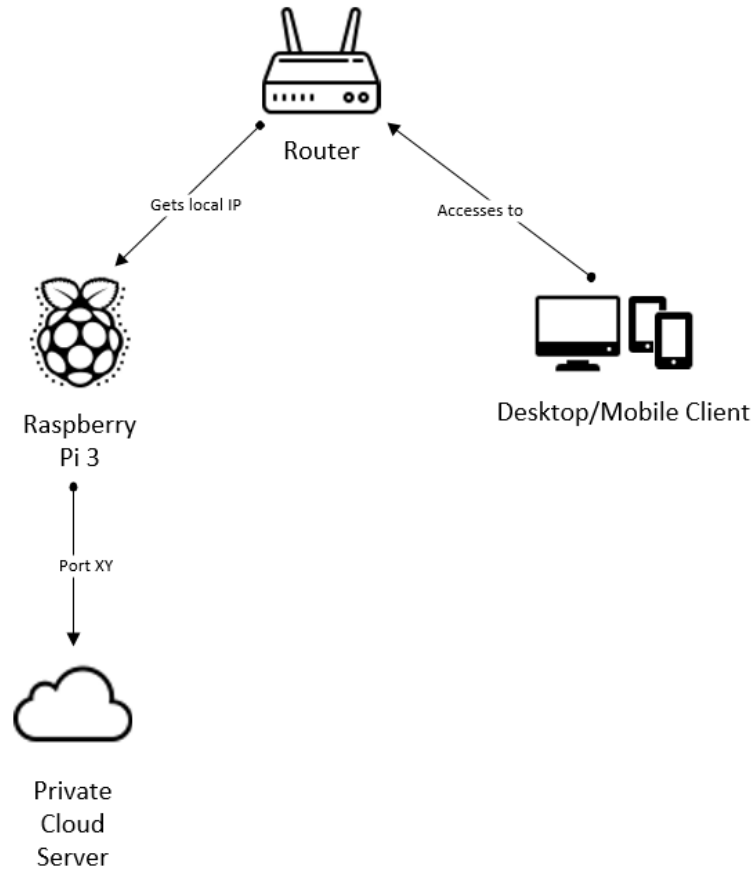 Router
Gets local IP
Accesses to
Raspberry
Pi 3
Desktop/Mobile Client
Port XY
Private
Cloud
Server